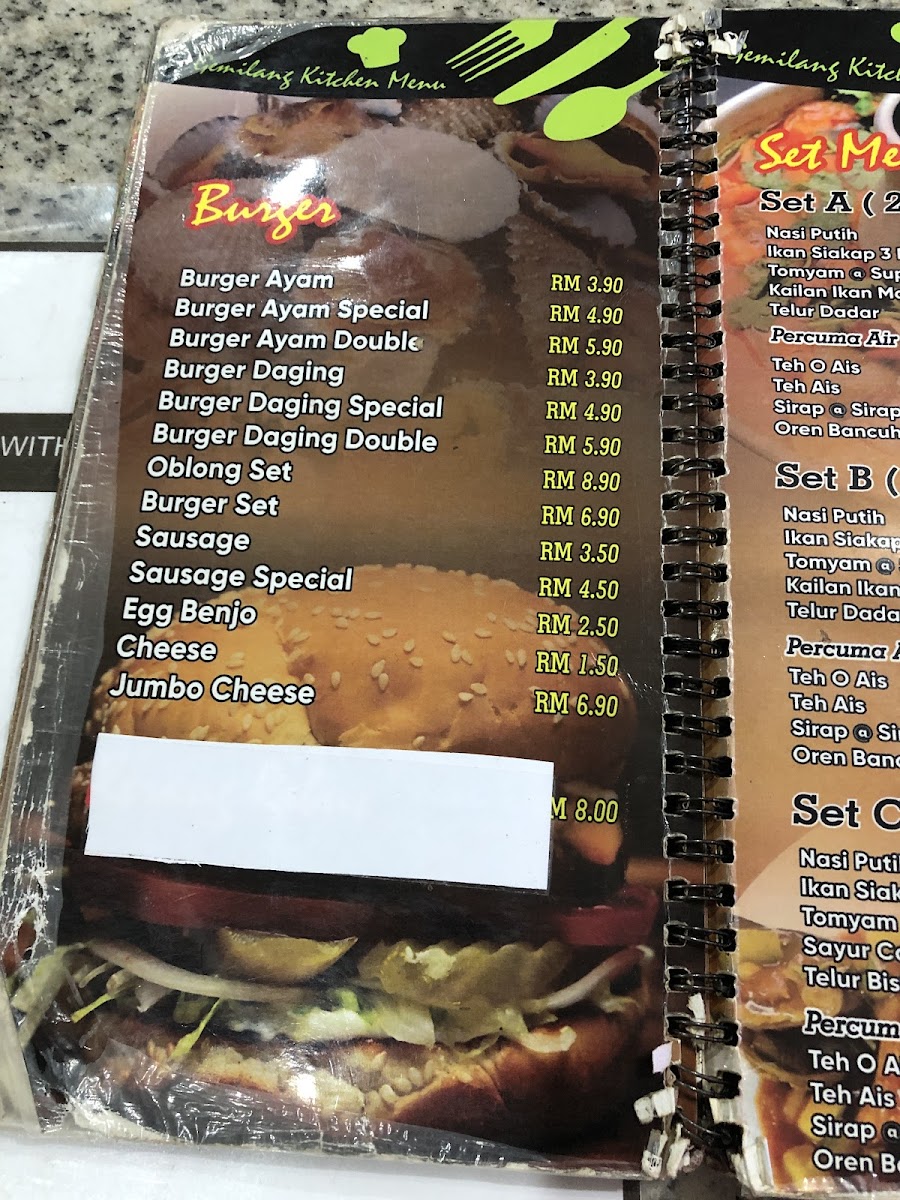 Gemilang Kitchen Menu
Burger
Burger Ayam RM 3.90
Burger Ayam Special RM 4.90
Burger Ayam Double RM 5.90
Burger Daging RM 3.90
Burger Daging Special RM 4.90
Burger Daging Double RM 5.90
Oblong Set RM 8.90
Burger Set RM 6.90
Sausage RM 3.50
Sausage Special RM 4.50
Egg Benjo RM 2.50
Cheese RM 1.50
Jumbo Cheese RM 6.90
M 8.00
WITH
Gemilang Kitc
Set Me
Set A ( 2
Nasi Putih
Ikan Siakap 3
Tomyam @ Sup
Kailan Ikan Ma
Telur Dadar
Percuma Air
Teh O Ais
Teh Ais
Sirap @ Sirap
Oren Bancuh
Set B (
Nasi Putih
Ikan Siakap
Tomyam @
Kailan Ikan
Telur Dada
Percuma A
Teh O Ais
Teh Ais
Sirap @ Si
Oren Banc
Set C
Nasi Puti
Ikan Siak
Tomyam
Sayur Ca
Telur Bis
Percum
Teh O A
Teh Ais
Sirap @
Oren Ba